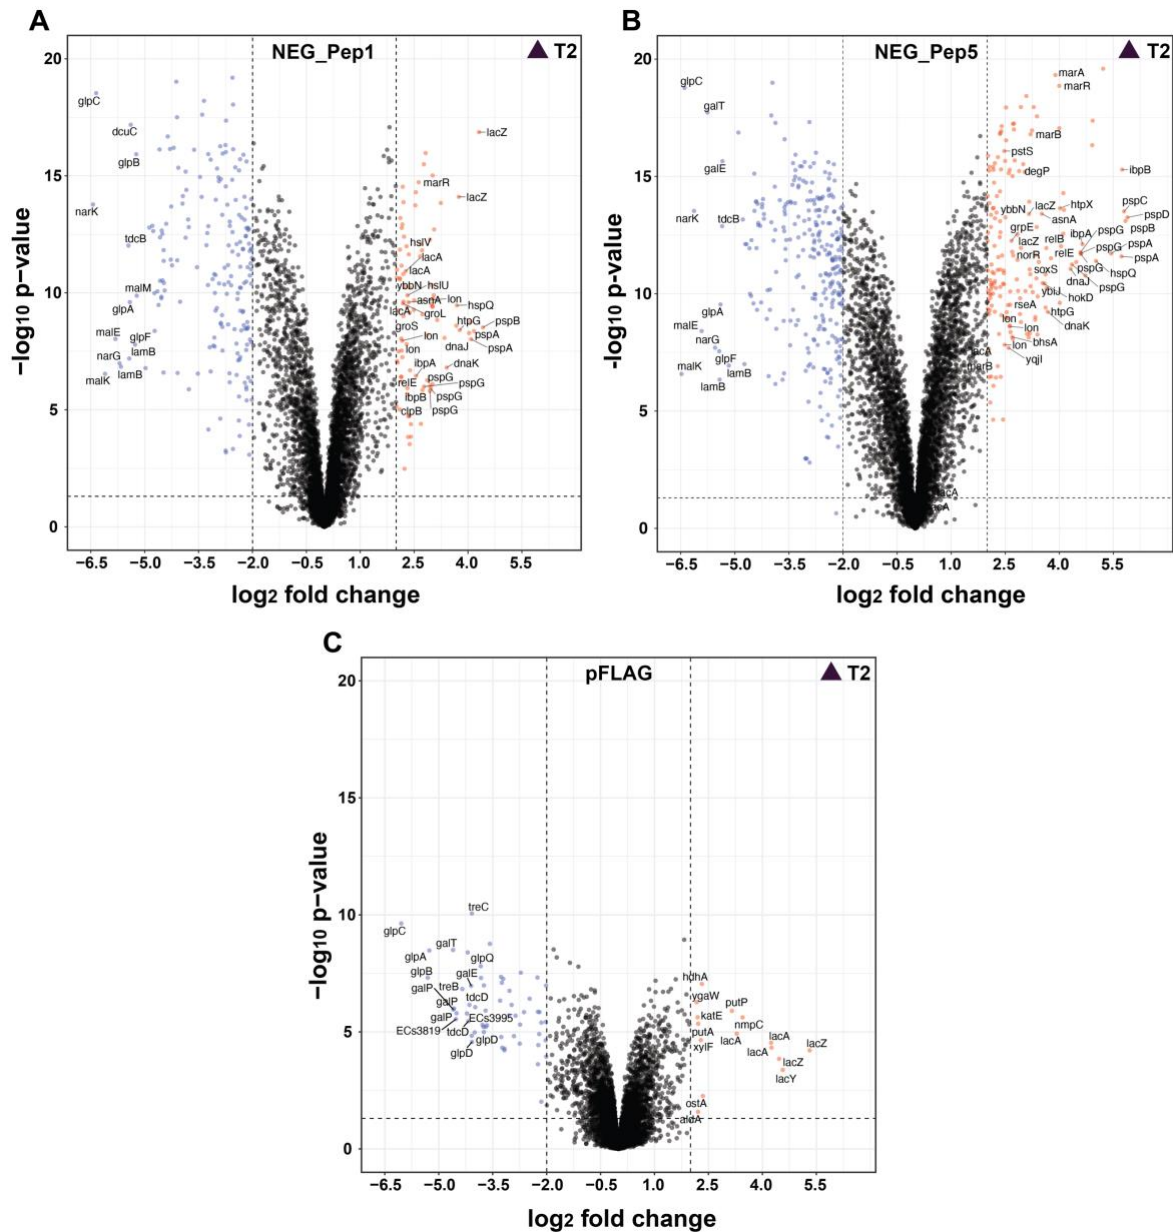 A
NEG_Pep1
T2
20
15
10
5
0
−log10 p−value
glpC
dcuC
glpB
narK
tdcB
malM
glpA
malE
glpF
narG
lamB
malK
lamB
lacZ
marR
lacZ
hslV
lacA
lacA
ybbN
hslU
asnA
lon
hspQ
lacA
groL
htpG
pspB
groS
lon
pspA
dnaJ
pspA
lon
ibpA
dnaK
relE
pspG
pspG
ibpB
pspG
clpB
pspG
−6.5 −5.0 −3.5 −2.0 −0.5 1.0 2.5 4.0 5.5
log2 fold change
B
NEG_Pep5
T2
20
15
10
5
0
-log10 p-value
glpC
galT
galE
narK
tdcB
glpA
malE
narG
glpF
malK
lamB
lamB
marA
marR
marB
pstS
degP
ibpB
ybbN
lacZ
htpX
pspC
asnA
pspD
grpE
ibpA
pspG
pspB
lacZ
relB
norR
relE
pspG
pspA
pspA
soxS
pspG
hspQ
dnaJ
pspG
ybiJ
hokD
rseA
htpG
lon
lon
dnaK
lon
bhsA
yqjI
marB
lacA
−6.5 −5.0 −3.5 −2.0 −0.5 1.0 2.5 4.0 5.5
log2 fold change
C
pFLAG
T2
20
15
10
5
0
−log10 p−value
treC
glpC
galT
glpA
glpQ
glpB
galE
galP
treB
tdcD
galP
galP
ECs3995
ECs3819
tdcD
glpD
glpD
hdhA
ygaW
putP
katE
nmpC
putA
lacA
lacA
xylF
lacA
lacZ
lacZ
lacY
ostA
aldA
−6.5 −5.0 −3.5 −2.0 −0.5 1.0 2.5 4.0 5.5
log2 fold change